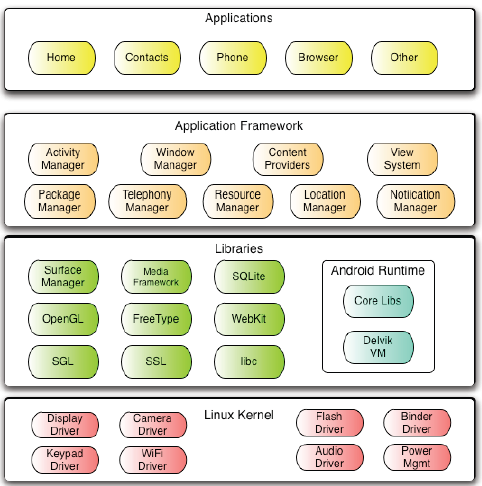 Applications
Home
Contacts
Phone
Browser
Other
Application Framework
Activity
Manager
Window
Manager
Content
Providers
View
System
Package
Manager
Telephony
Manager
Resource
Manager
Location
Manager
Notication
Manager
Libraries
Surface
Manager
Media
Framework
SQLite
OpenGL
FreeType
WebKit
SGL
SSL
libc
Android Runtime
Core Libs
Delvik
VM
Linux Kernel
Display
Driver
Camera
Driver
Flash
Driver
Binder
Driver
Keypad
Driver
WiFi
Driver
Audio
Driver
Power
Mgmt